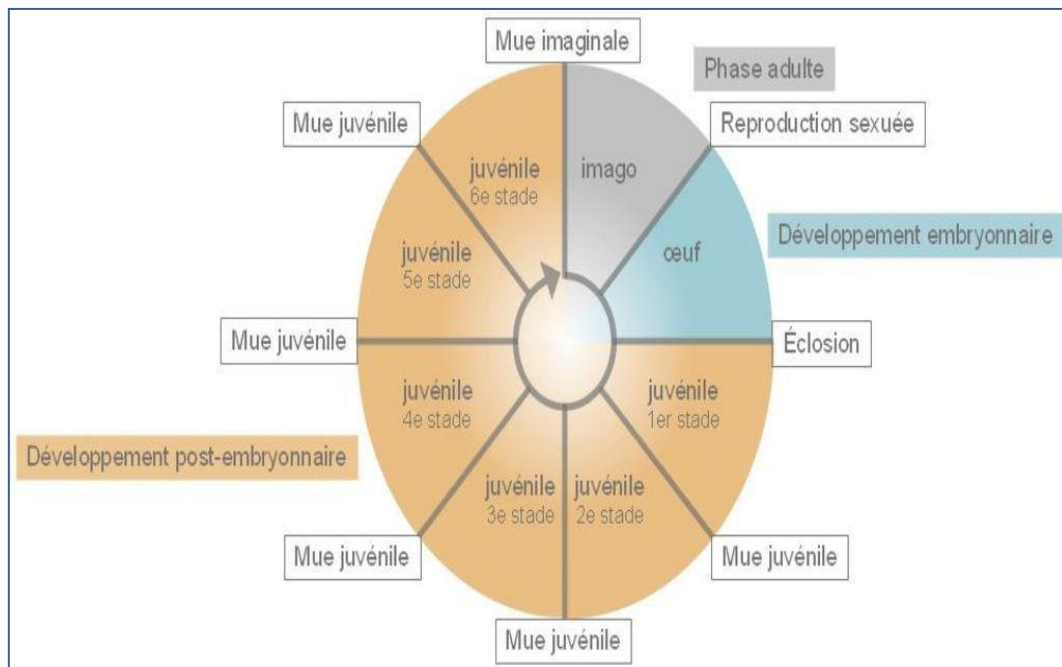 Mue imaginale
Phase adulte
Mue juvénile
Reproduction sexuée
juvénile
6e stade
imago
Développement embryonnaire
juvénile
5e stade
œuf
Mue juvénile
Éclosion
juvénile
4e stade
juvénile
1er stade
Développement post-embryonnaire
juvénile
3e stade
juvénile
2e stade
Mue juvénile
Mue juvénile
Mue juvénile